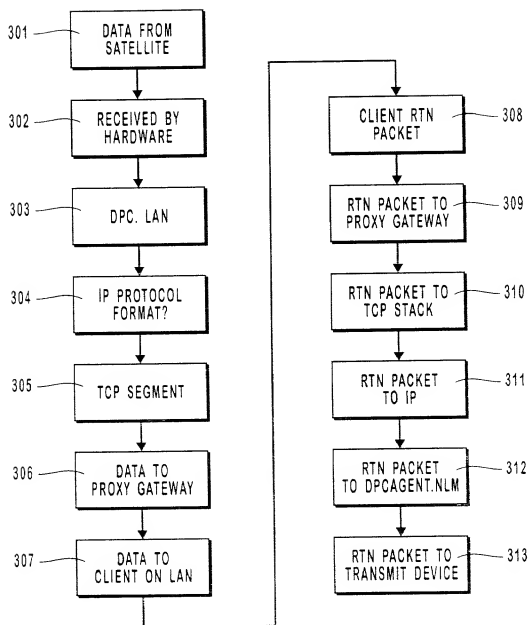 301
DATA FROM
SATELLITE
302
RECEIVED BY
HARDWARE
303
DPC. LAN
304
IP PROTOCOL
FORMAT?
305
TCP SEGMENT
306
DATA TO
PROXY GATEWAY
307
DATA TO
CLIENT ON LAN
CLIENT RTN
PACKET
308
RTN PACKET TO
PROXY GATEWAY
309
RTN PACKET TO
TCP STACK
310
RTN PACKET
TO IP
311
RTN PACKET
TO DPCAGENT.NLM
312
RTN PACKET TO
TRANSMIT DEVICE
313